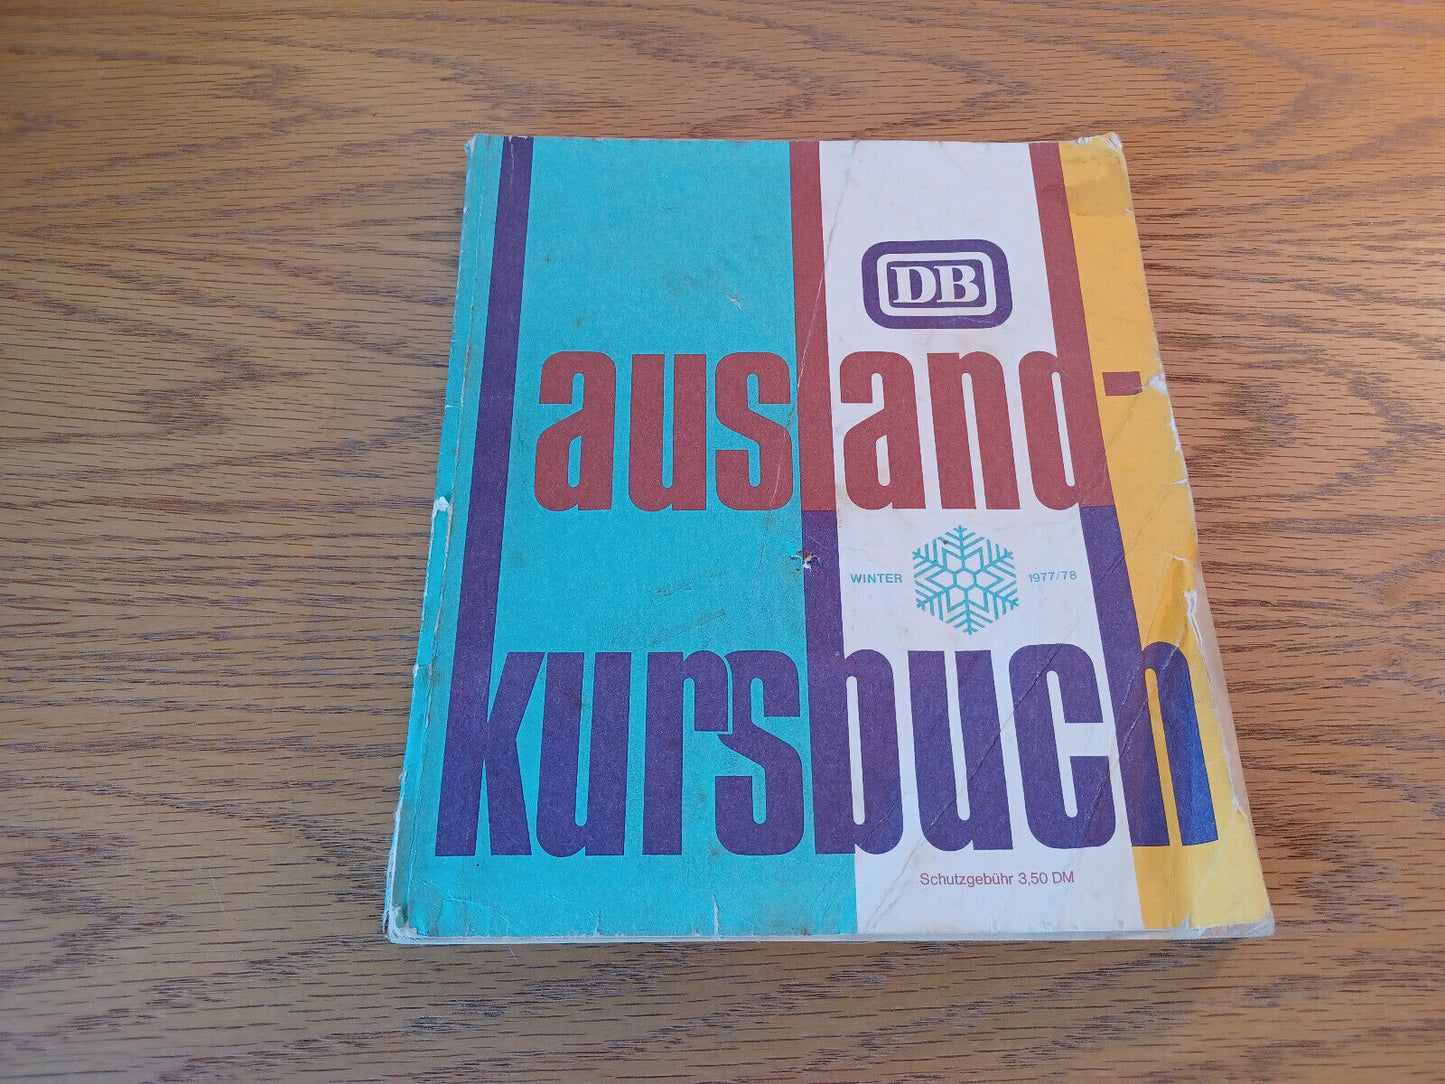 DB
ausland-
WINTER 1977/78
kursbuch
Schutzgebühr 3,50 DM